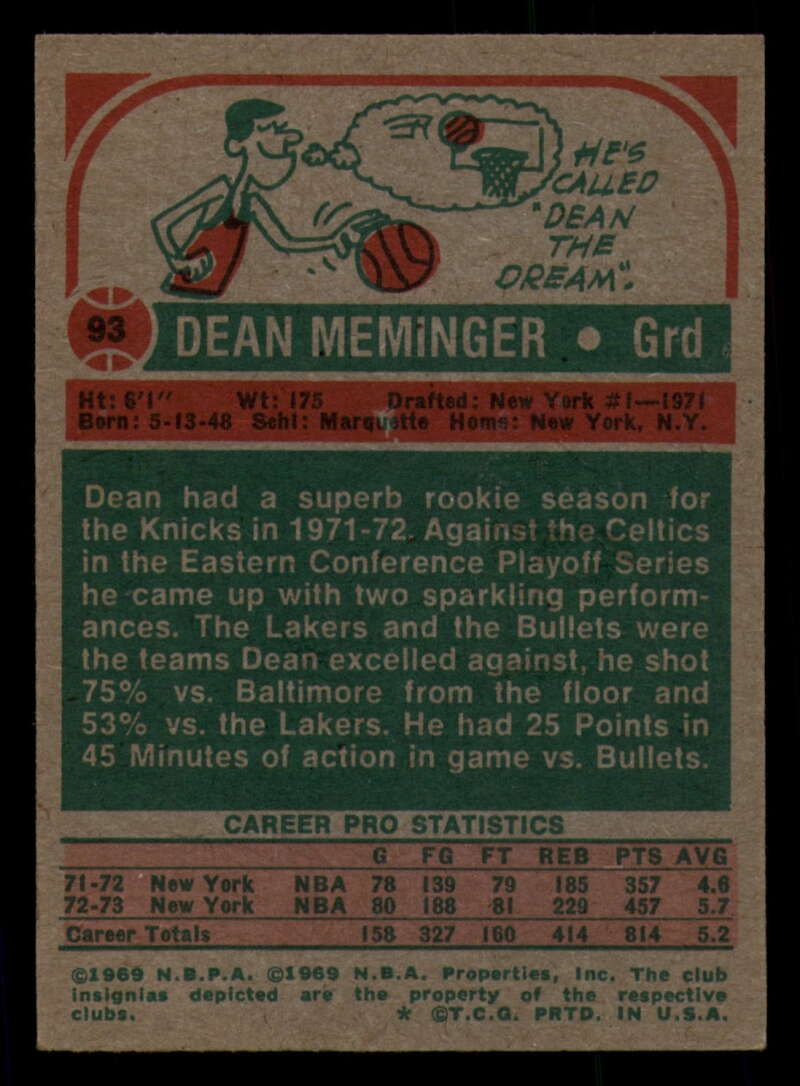 HE'S
CALLED
"DEAN
THE
DREAM".
93 DEAN MEMINGER • Grd
Ht: 6'1" Wt: 175 Drafted: New York #1—1971
Born: 5-13-48 Schl: Marquette Home: New York, N.Y.
Dean had a superb rookie season for
the Knicks in 1971-72. Against the Celtics
in the Eastern Conference Playoff Series
he came up with two sparkling perform-
ances. The Lakers and the Bullets were
the teams Dean excelled against, he shot
75% vs. Baltimore from the floor and
53% vs. the Lakers. He had 25 Points in
45 Minutes of action in game vs. Bullets.
CAREER PRO STATISTICS
G FG FT REB PTS AVG
71-72 New York NBA 78 139 79 185 357 4.6
72-73 New York NBA 80 188 81 229 457 5.7
Career Totals 158 327 160 414 814 5.2
©1969 N.B.P.A. ©1969 N.B.A. Properties, Inc. The club
insignias depicted are the property of the respective
clubs. * ©T.C.G. PRTD. IN U.S.A.